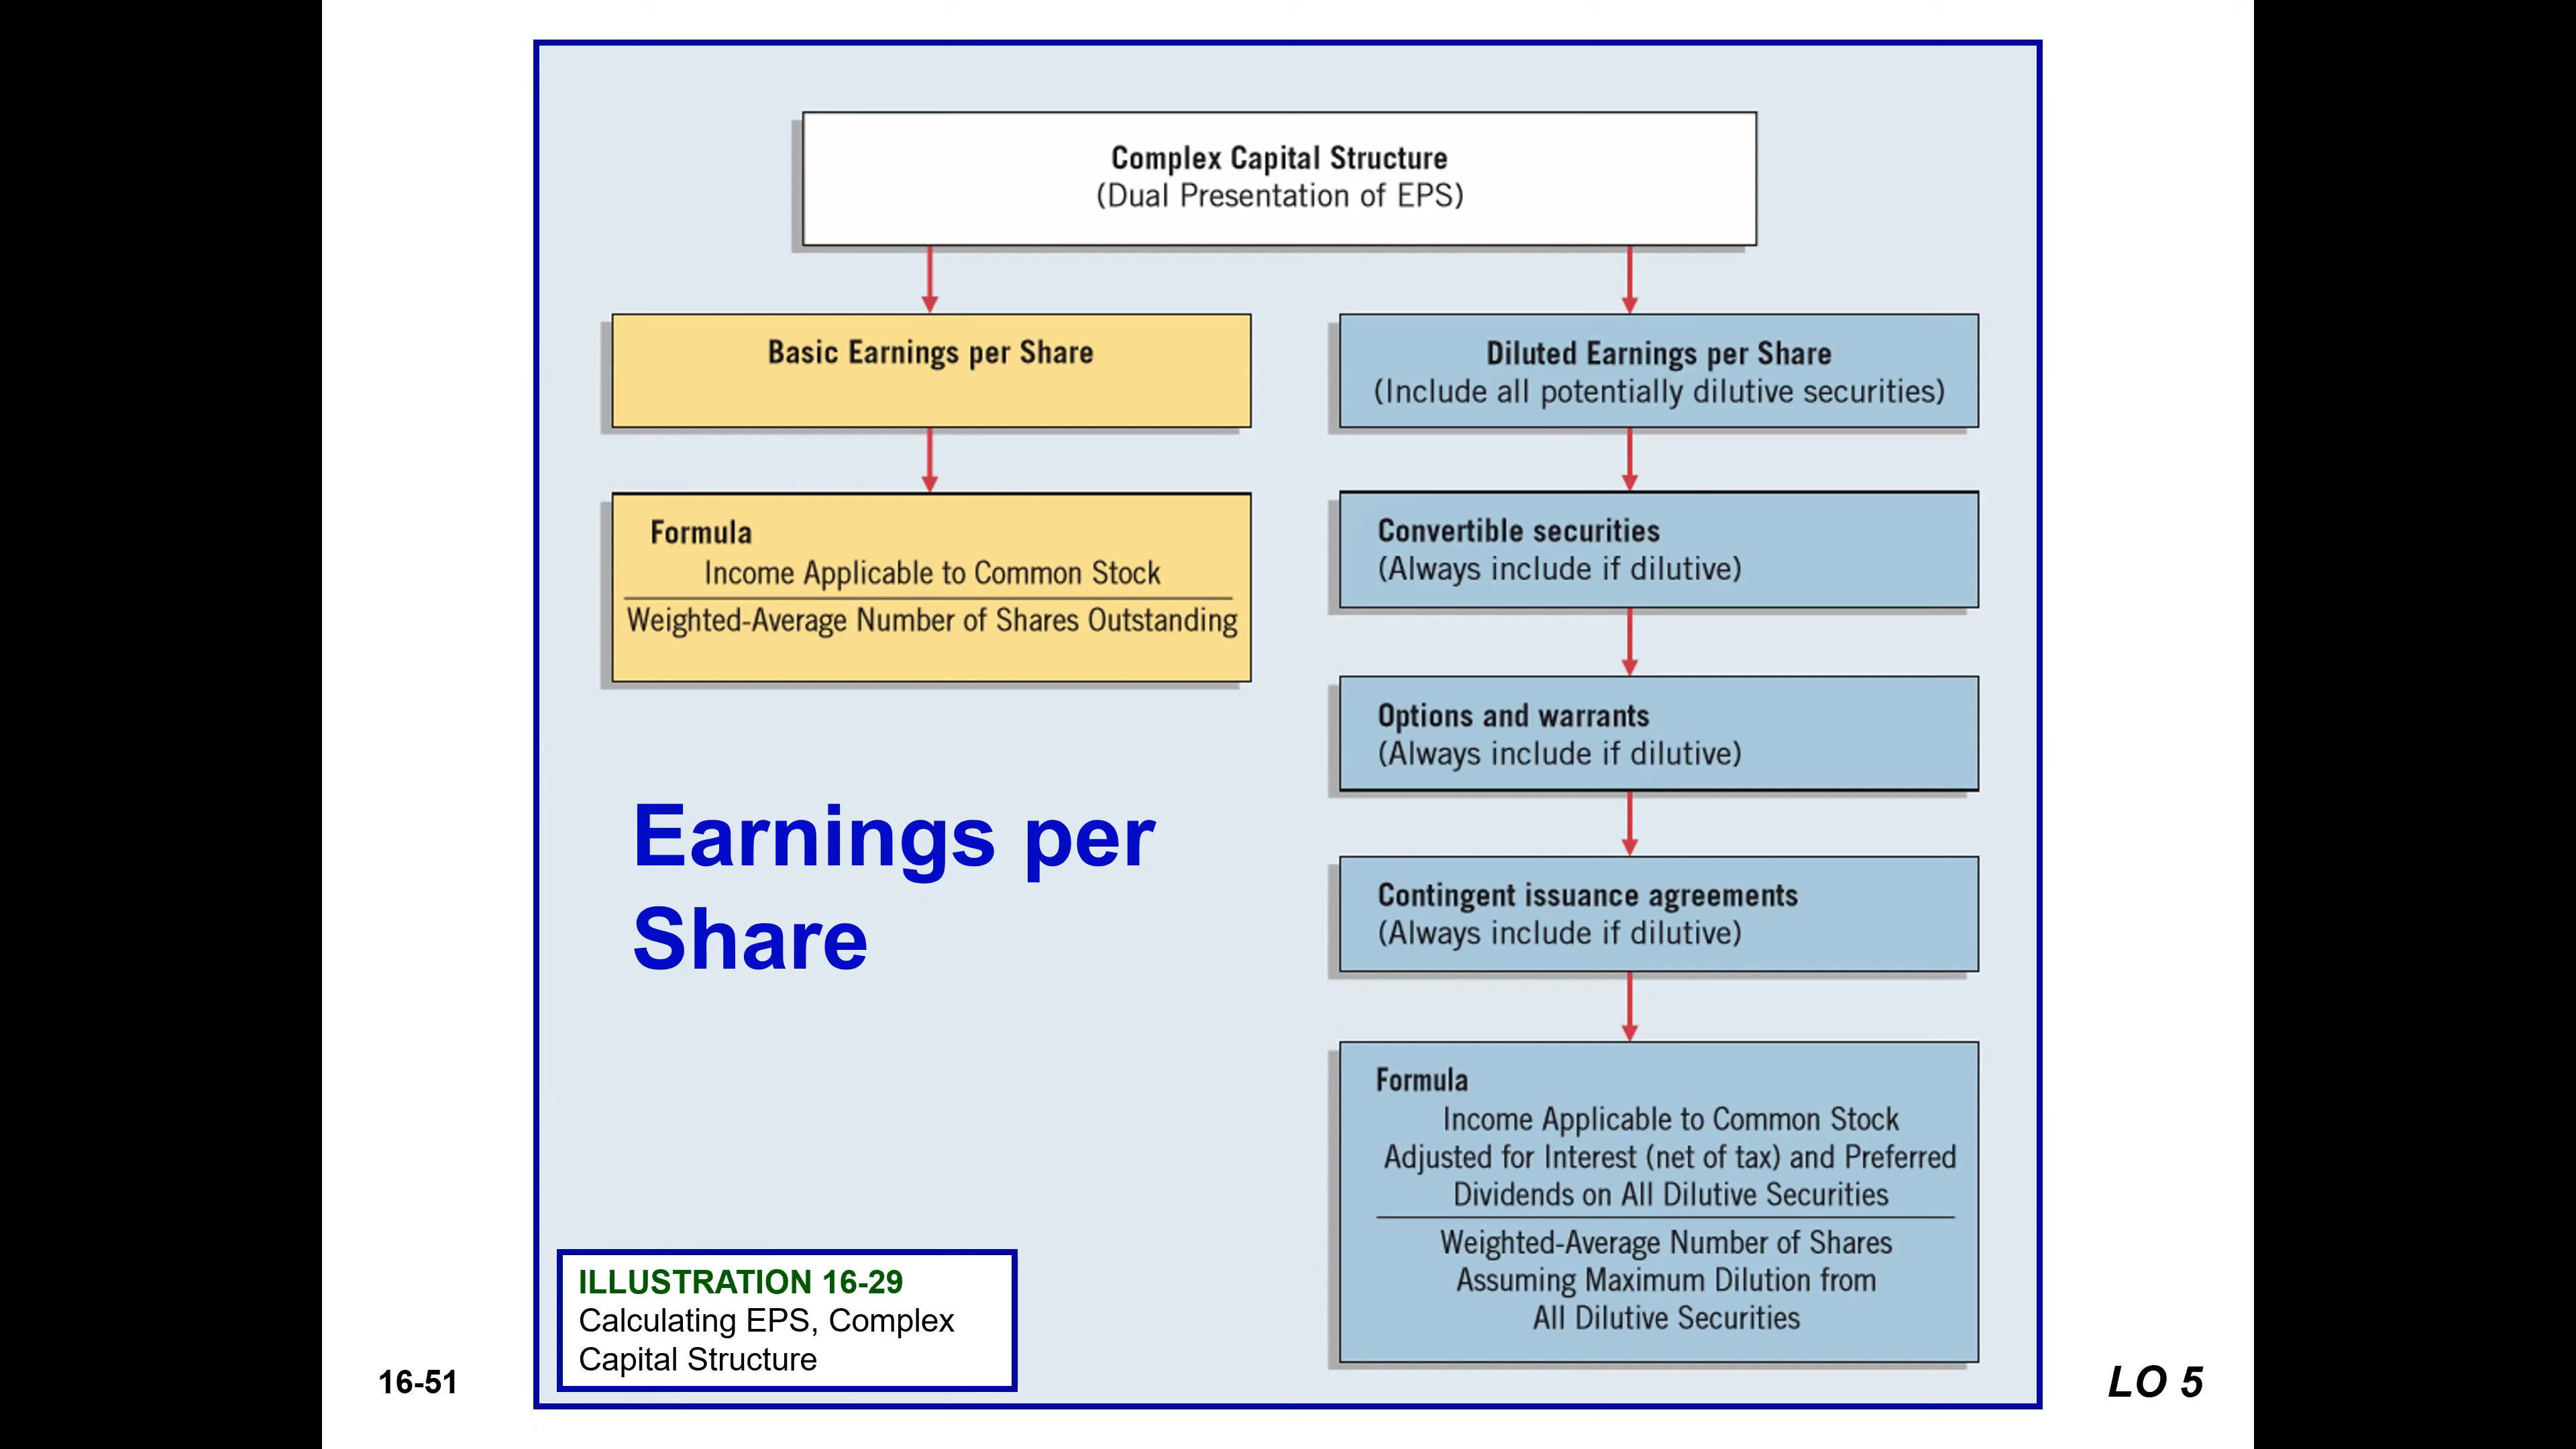 Complex Capital Structure
(Dual Presentation of EPS)
Basic Earnings per Share
Formula
Income Applicable to Common Stock
Weighted-Average Number of Shares Outstanding
Diluted Earnings per Share
(Include all potentially dilutive securities)
Convertible securities
(Always include if dilutive)
Options and warrants
(Always include if dilutive)
Contingent issuance agreements
(Always include if dilutive)
Formula
Income Applicable to Common Stock
Adjusted for Interest (net of tax) and Preferred
Dividends on All Dilutive Securities
Weighted-Average Number of Shares
Assuming Maximum Dilution from
All Dilutive Securities
Earnings per
Share
ILLUSTRATION 16-29
Calculating EPS, Complex
Capital Structure
16-51
LO 5